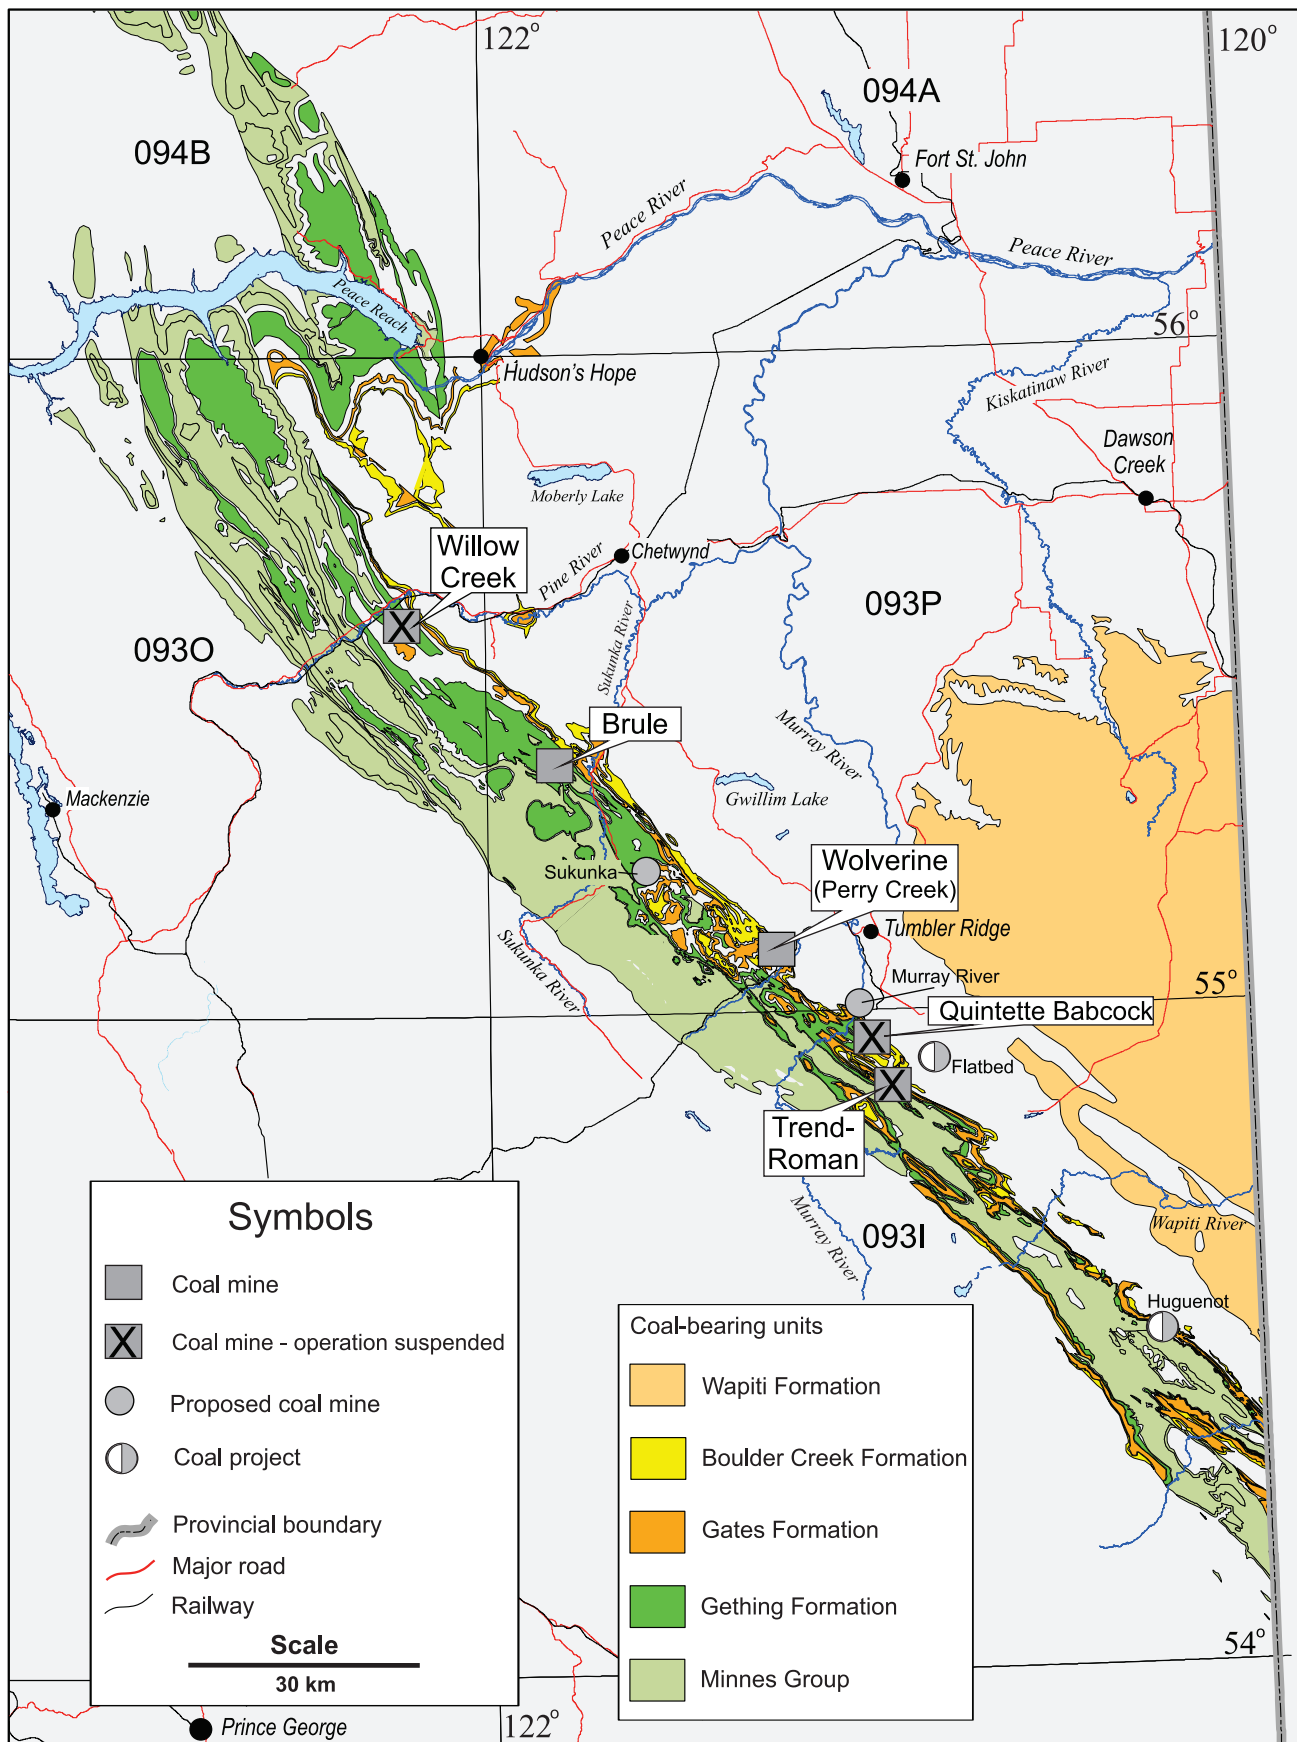 122°
120°
094A
094B
Fort St. John
Peace River
Peace River
Peace Reach
56°
Hudson's Hope
Kiskatinaw River
Dawson
Creek
Moberly Lake
Willow
Creek
Pine River
Chetwynd
093P
093O
Sukunka River
Brule
Murray River
Mackenzie
Gwillim Lake
Wolverine
(Perry Creek)
Sukunka
Tumbler Ridge
Sukunka River
Murray River
55°
Quintette Babcock
Flatbed
Trend-
Roman
Murray River
093I
Wapiti River
Huguenot
Symbols
Coal mine
Coal mine - operation suspended
Proposed coal mine
Coal project
Provincial boundary
Major road
Railway
Scale
30 km
Coal-bearing units
Wapiti Formation
Boulder Creek Formation
Gates Formation
Gething Formation
Minnes Group
54°
Prince George
122°